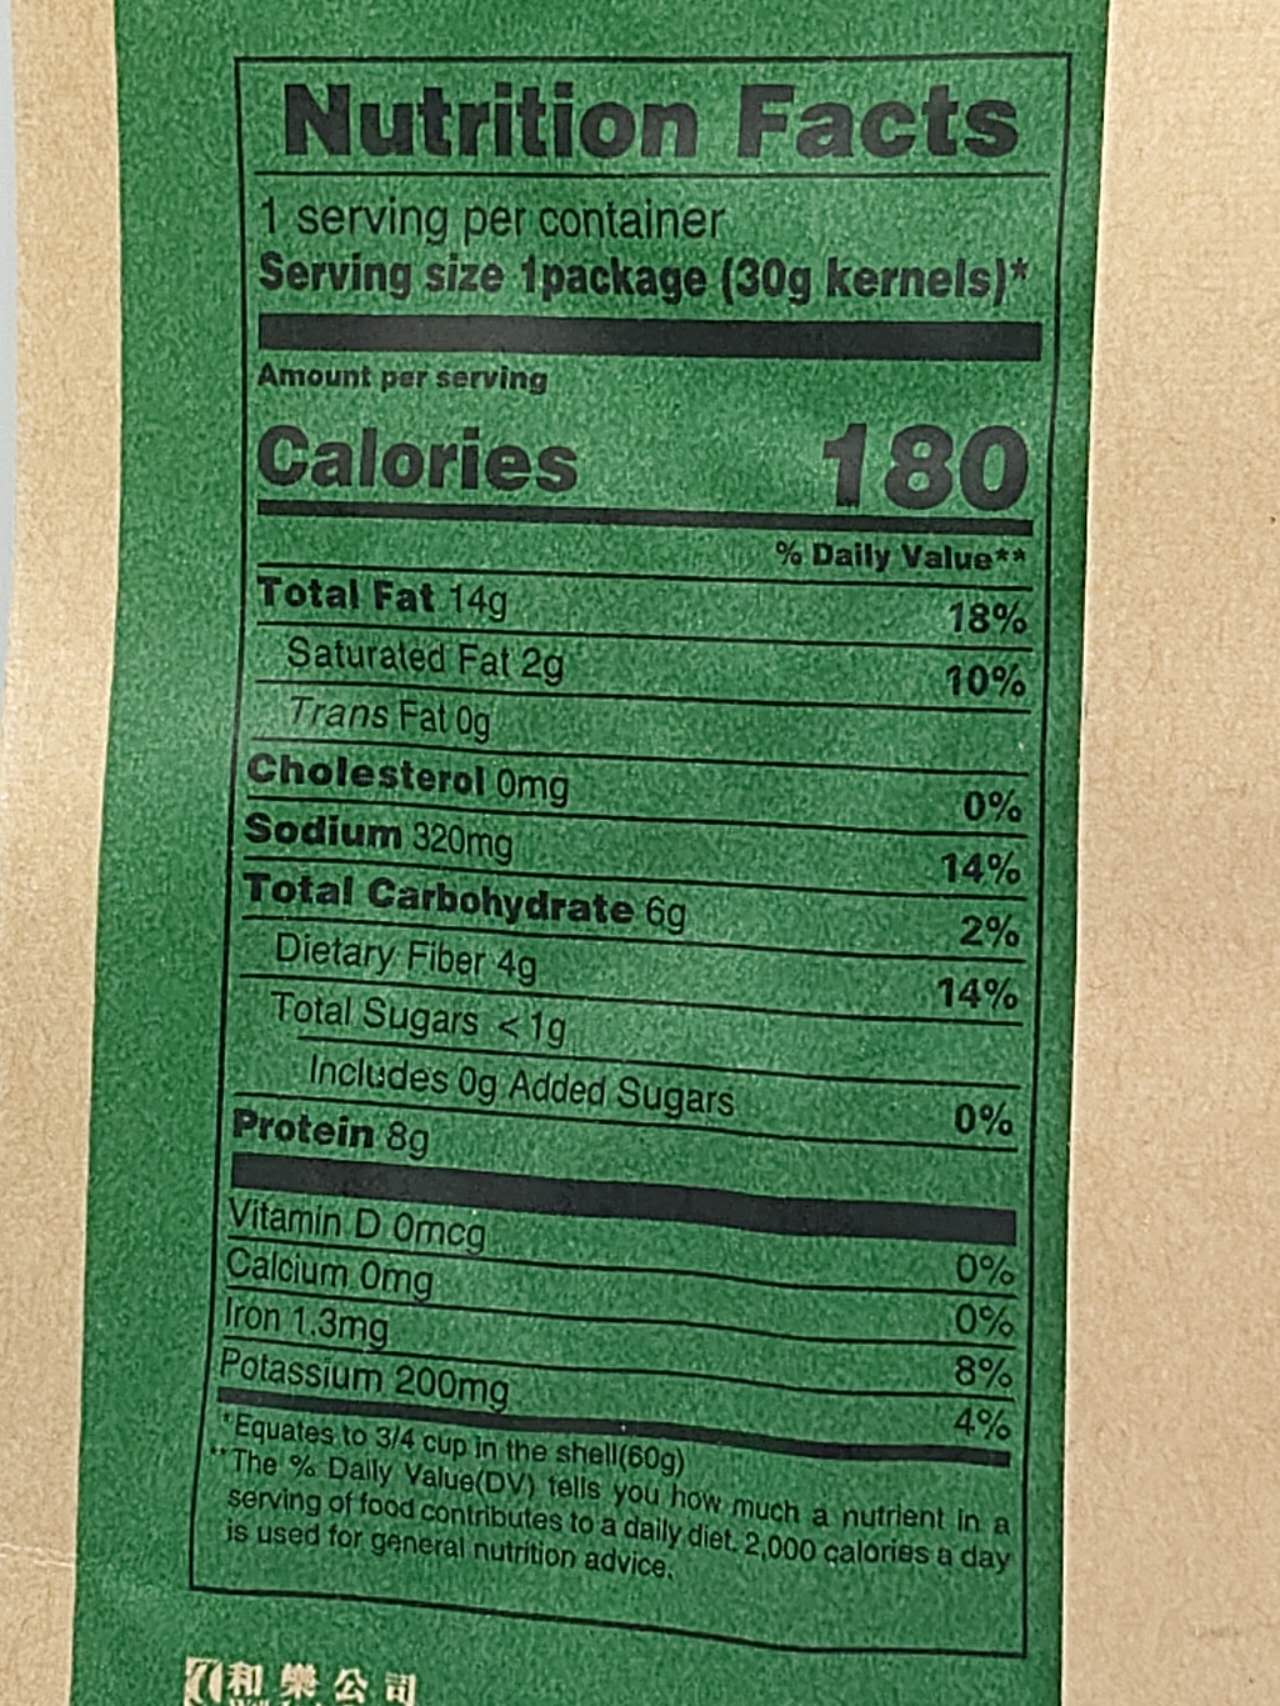 Nutrition Facts
1 serving per container
Serving size 1package (30g kernels)*
Amount per serving
Calories 180
% Daily Value**
Total Fat 14g 18%
Saturated Fat 2g 10%
Trans Fat 0g
Cholesterol 0mg 0%
Sodium 320mg 14%
Total Carbohydrate 6g 2%
Dietary Fiber 4g 14%
Total Sugars <1g
Includes 0g Added Sugars 0%
Protein 8g
Vitamin D 0mcg 0%
Calcium 0mg 0%
Iron 1.3mg 8%
Potassium 200mg 4%
*Equates to 3/4 cup in the shell(60g)
**The % Daily Value(DV) tells you how much a nutrient in a
serving of food contributes to a daily diet. 2,000 calories a day
is used for general nutrition advice.
和樂公司